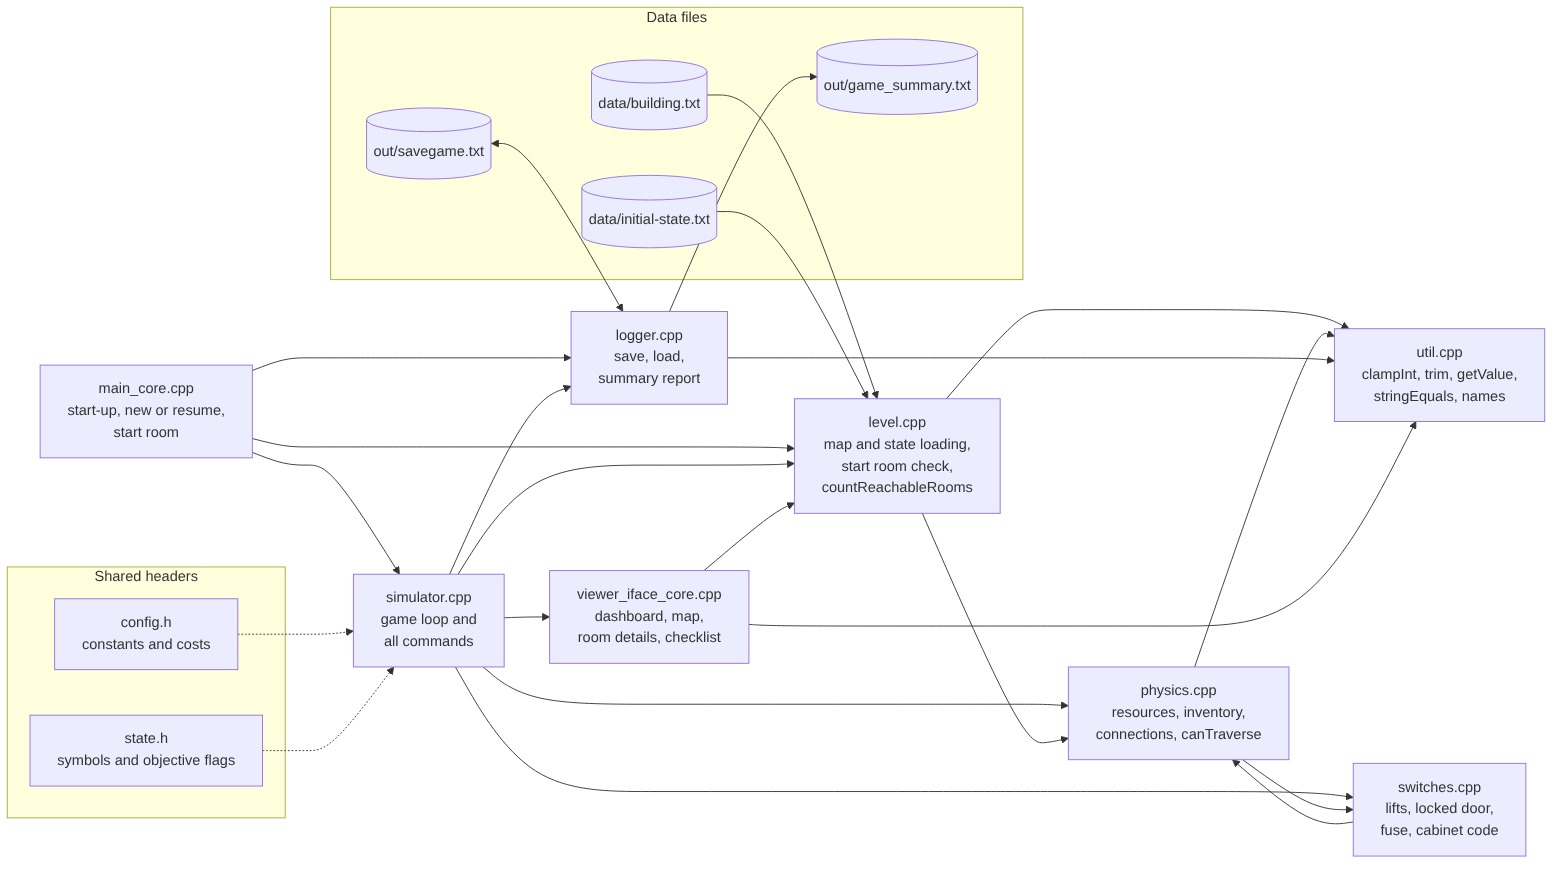 Data files
out/game_summary.txt
data/building.txt
out/savegame.txt
data/initial-state.txt
logger.cpp
save, load,
summary report
util.cpp
clampInt, trim, getValue,
stringEquals, names
main_core.cpp
start-up, new or resume,
start room
level.cpp
map and state loading,
start room check,
countReachableRooms
Shared headers
config.h
constants and costs
state.h
symbols and objective flags
simulator.cpp
game loop and
all commands
viewer_iface_core.cpp
dashboard, map,
room details, checklist
physics.cpp
resources, inventory,
connections, canTraverse
switches.cpp
lifts, locked door,
fuse, cabinet code